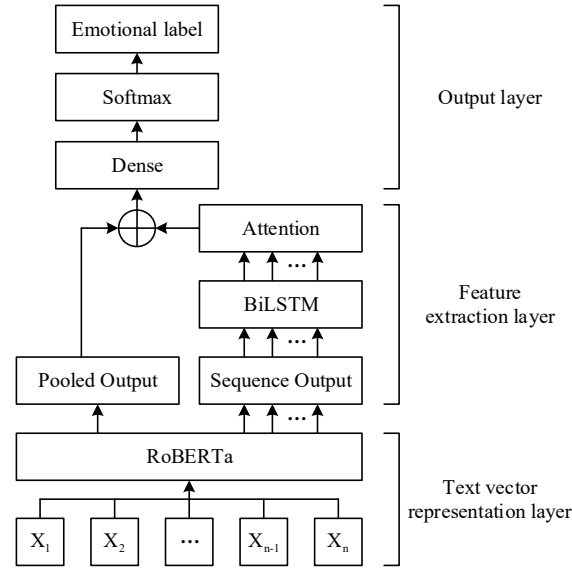 Emotional label
Softmax
Output layer
Dense
Attention
...
BiLSTM
Feature
extraction layer
...
Pooled Output
Sequence Output
...
RoBERTa
Text vector
representation layer
X1 X2 ... Xn-1 Xn